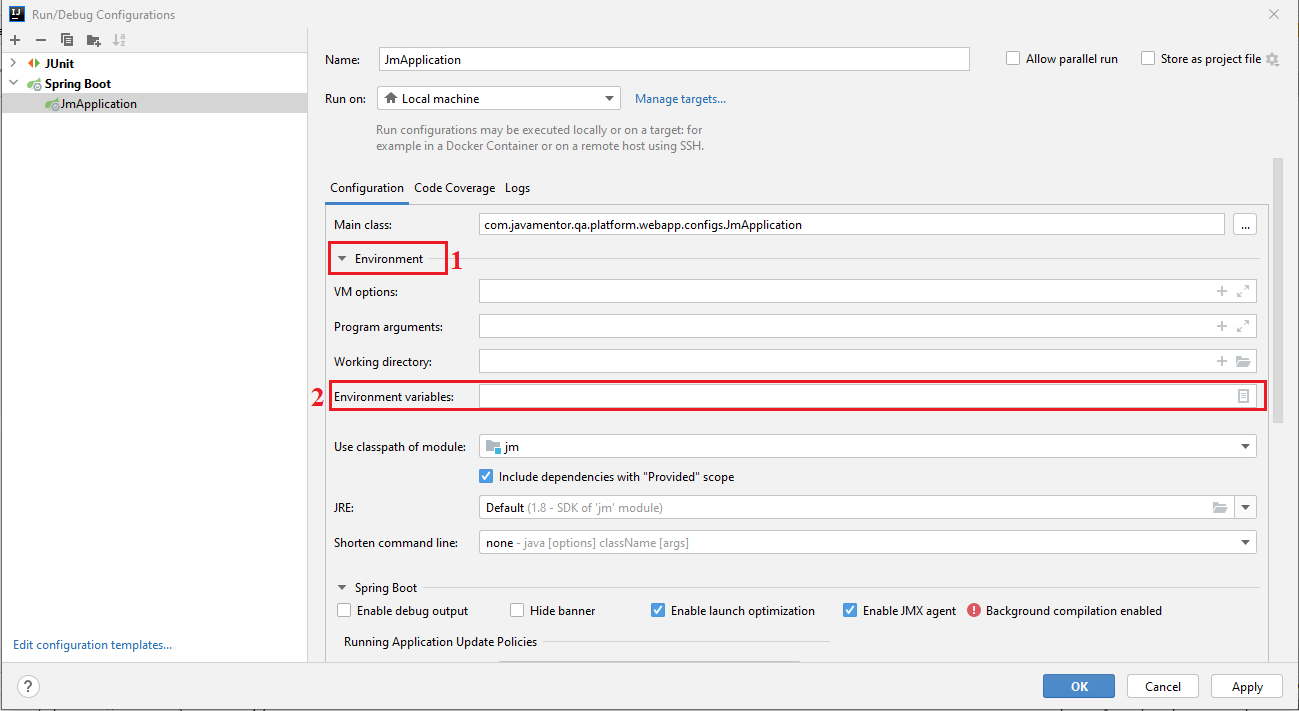 IJ Run/Debug Configurations
JUnit
Spring Boot
JmApplication
Edit configuration templates...
Name: JmApplication
Allow parallel run
Store as project file
Run on: Local machine
Manage targets...
Run configurations may be executed locally or on a target: for
example in a Docker Container or on a remote host using SSH.
Configuration Code Coverage Logs
Main class: com.javamentor.qa.platform.webapp.configs.JmApplication ...
Environment 1
VM options:
Program arguments:
Working directory:
2 Environment variables:
Use classpath of module: jm
Include dependencies with "Provided" scope
JRE: Default (1.8 - SDK of 'jm' module)
Shorten command line: none - java [options] className [args]
Spring Boot
Enable debug output Hide banner Enable launch optimization Enable JMX agent Background compilation enabled
Running Application Update Policies
? OK Cancel Apply